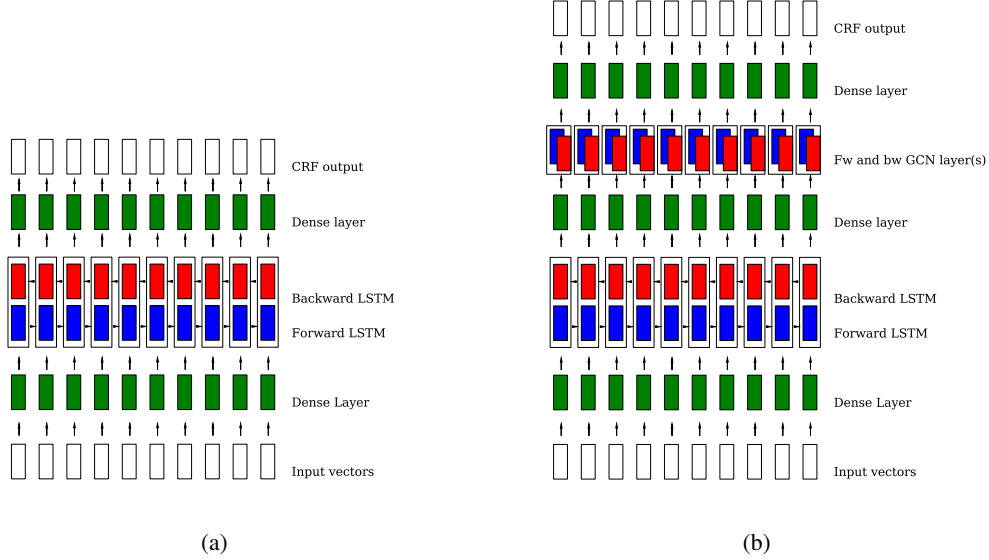 CRF output
Dense layer
Backward LSTM
Forward LSTM
Dense Layer
Input vectors
(a)
CRF output
Dense layer
Fw and bw GCN layer(s)
Dense layer
Backward LSTM
Forward LSTM
Dense Layer
Input vectors
(b)